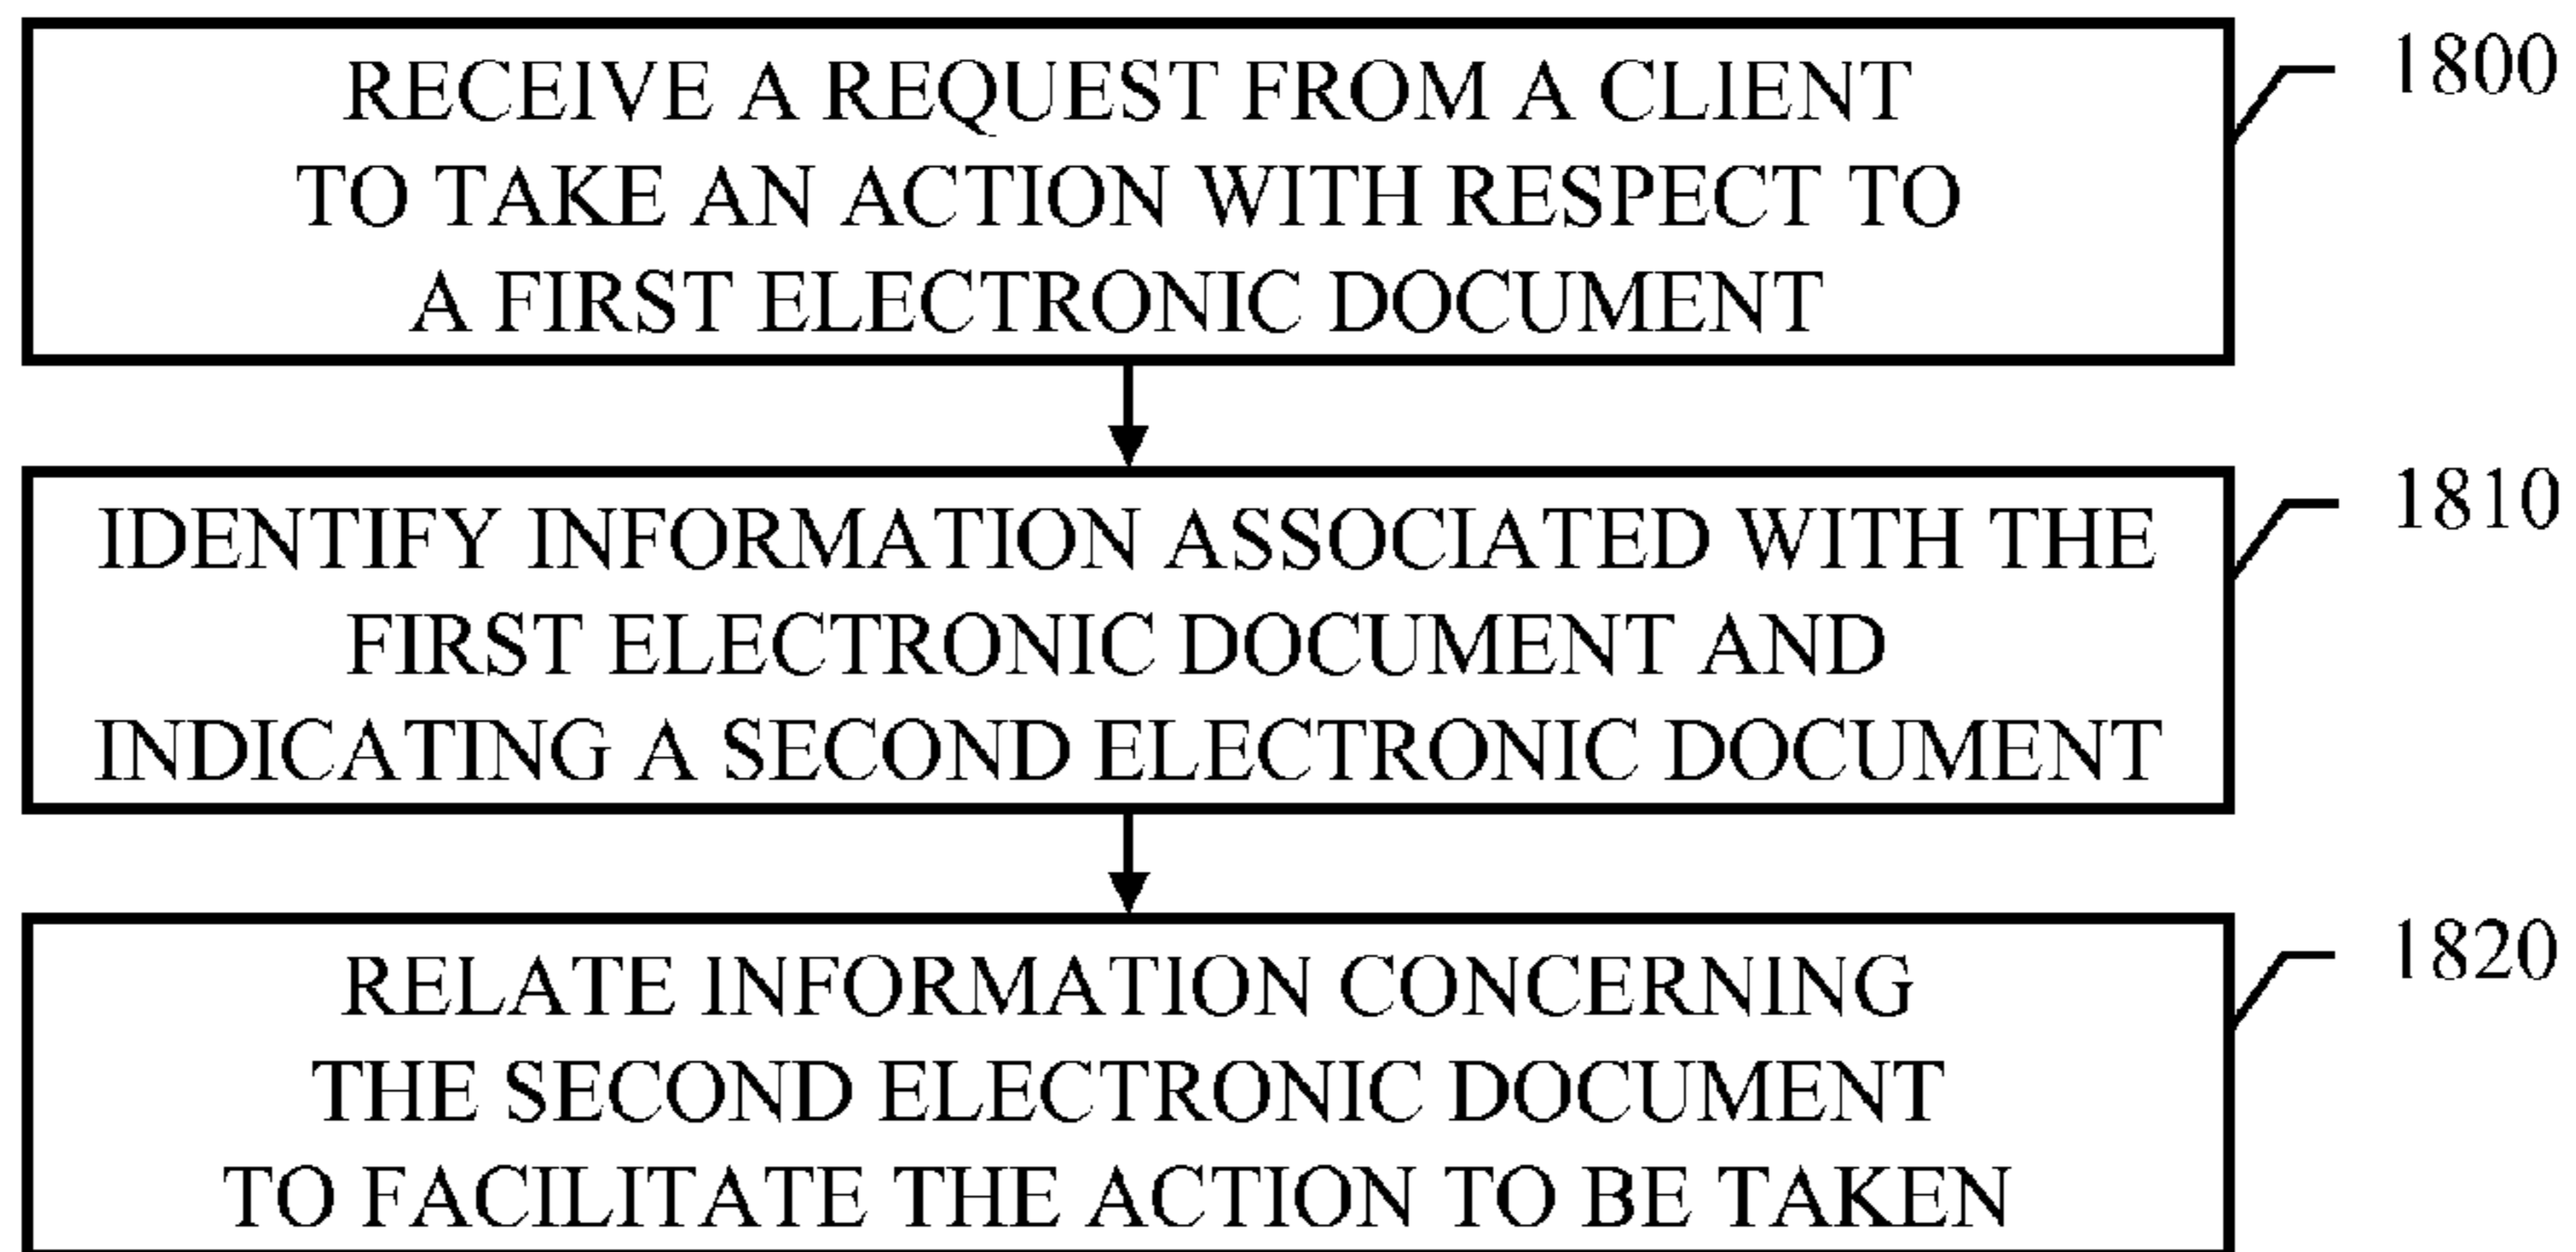 RECEIVE A REQUEST FROM A CLIENT
TO TAKE AN ACTION WITH RESPECT TO
A FIRST ELECTRONIC DOCUMENT
1800
IDENTIFY INFORMATION ASSOCIATED WITH THE
FIRST ELECTRONIC DOCUMENT AND
INDICATING A SECOND ELECTRONIC DOCUMENT
1810
RELATE INFORMATION CONCERNING
THE SECOND ELECTRONIC DOCUMENT
TO FACILITATE THE ACTION TO BE TAKEN
1820